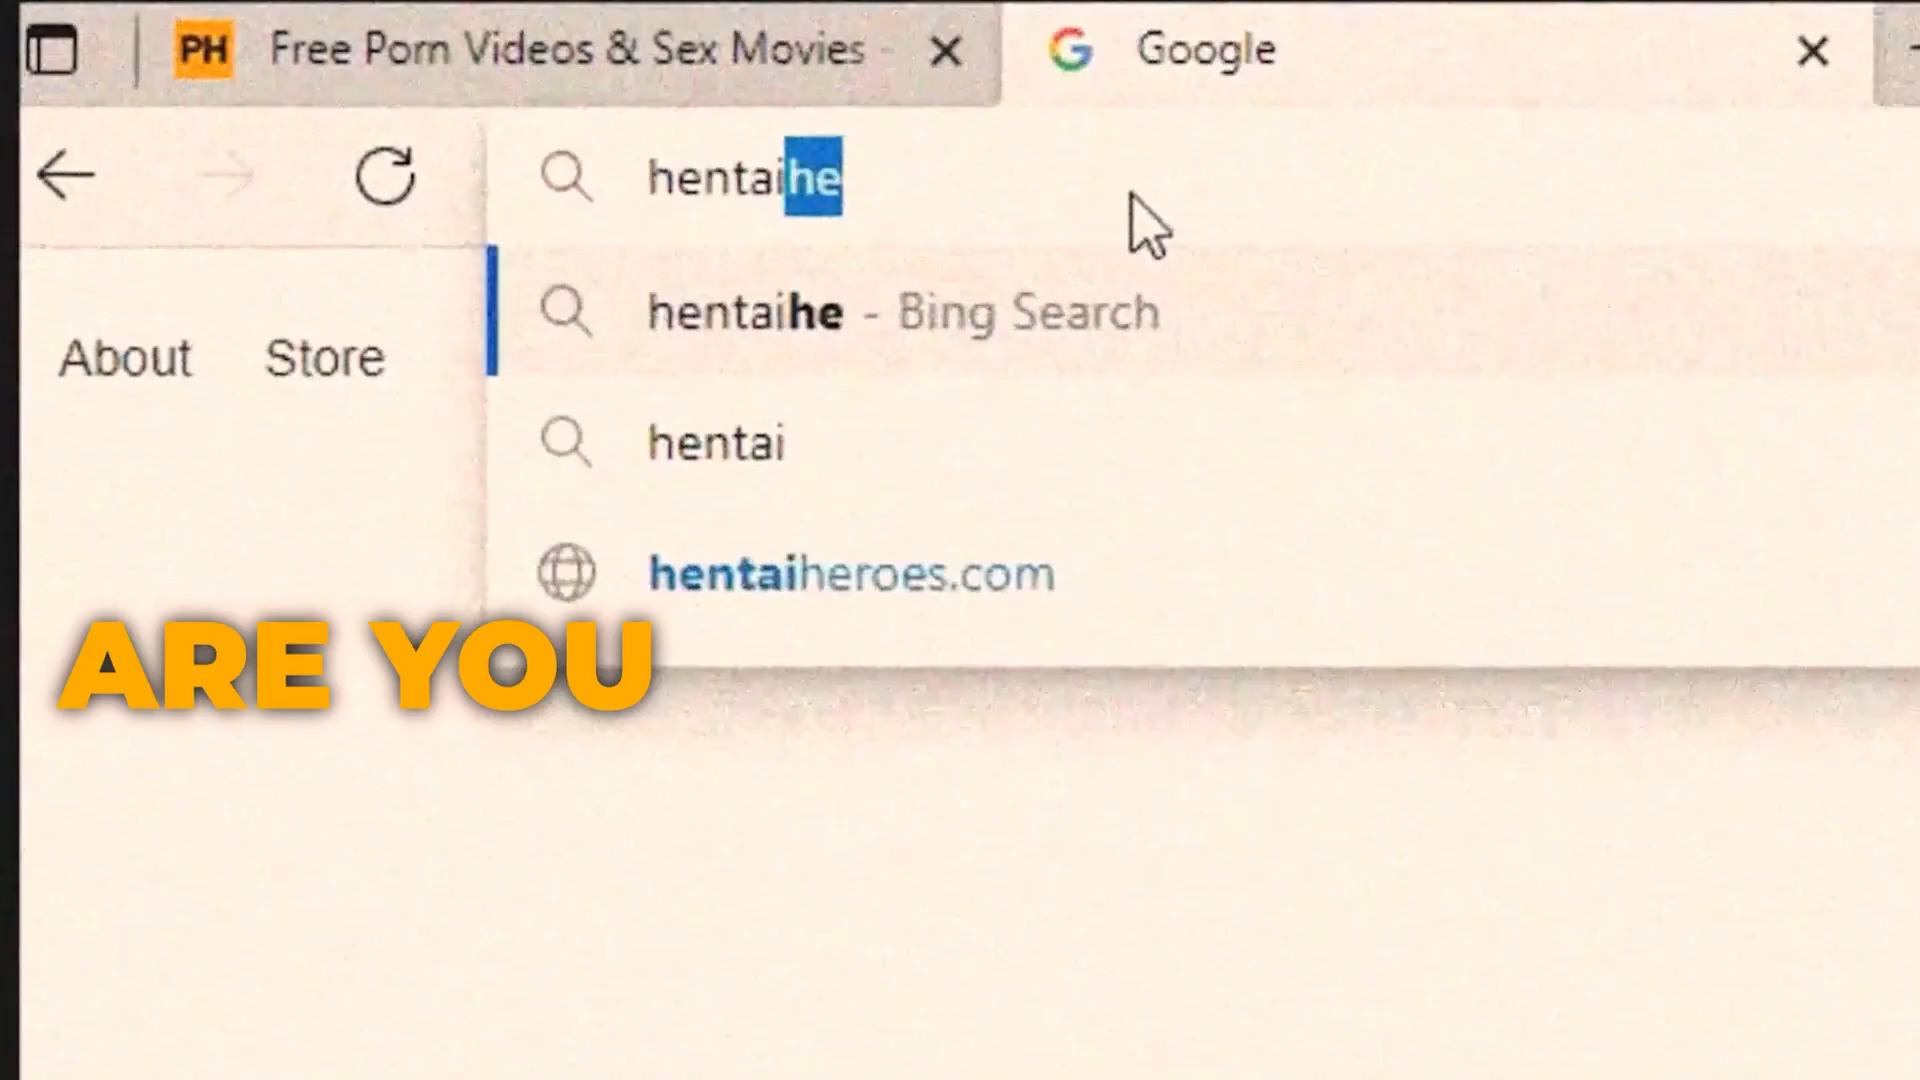 PH Free Porn Videos & Sex Movies -
Google
hentaihe
hentaihe - Bing Search
About Store
hentai
hentaiheroes.com
ARE YOU